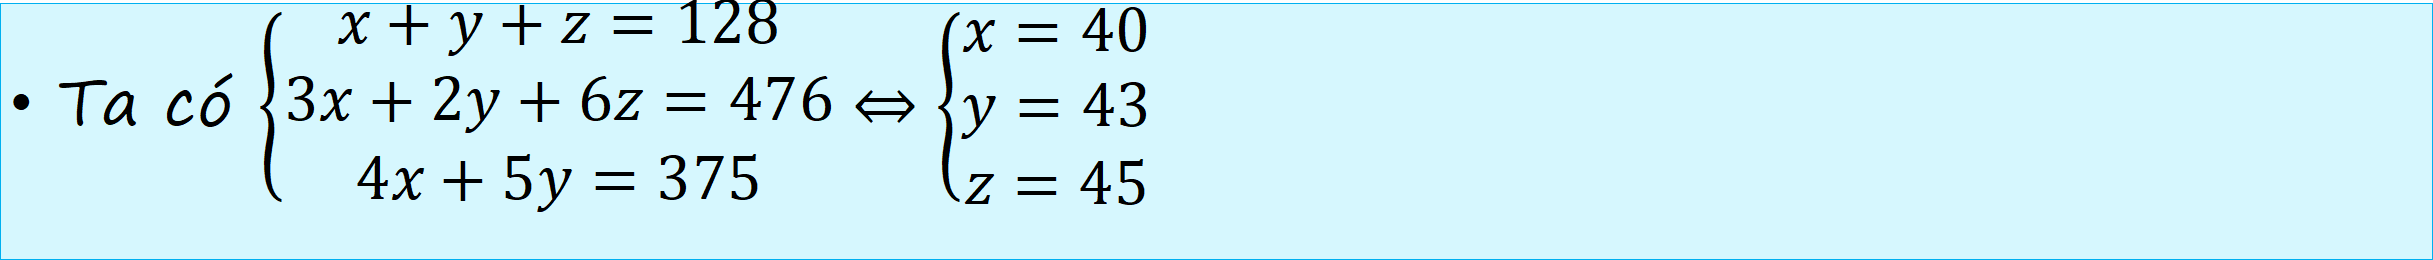 x + y + z = 128
• Ta có { 3x + 2y + 6z = 476 ⇔ {
4x + 5y = 375
x = 40
y = 43
z = 45